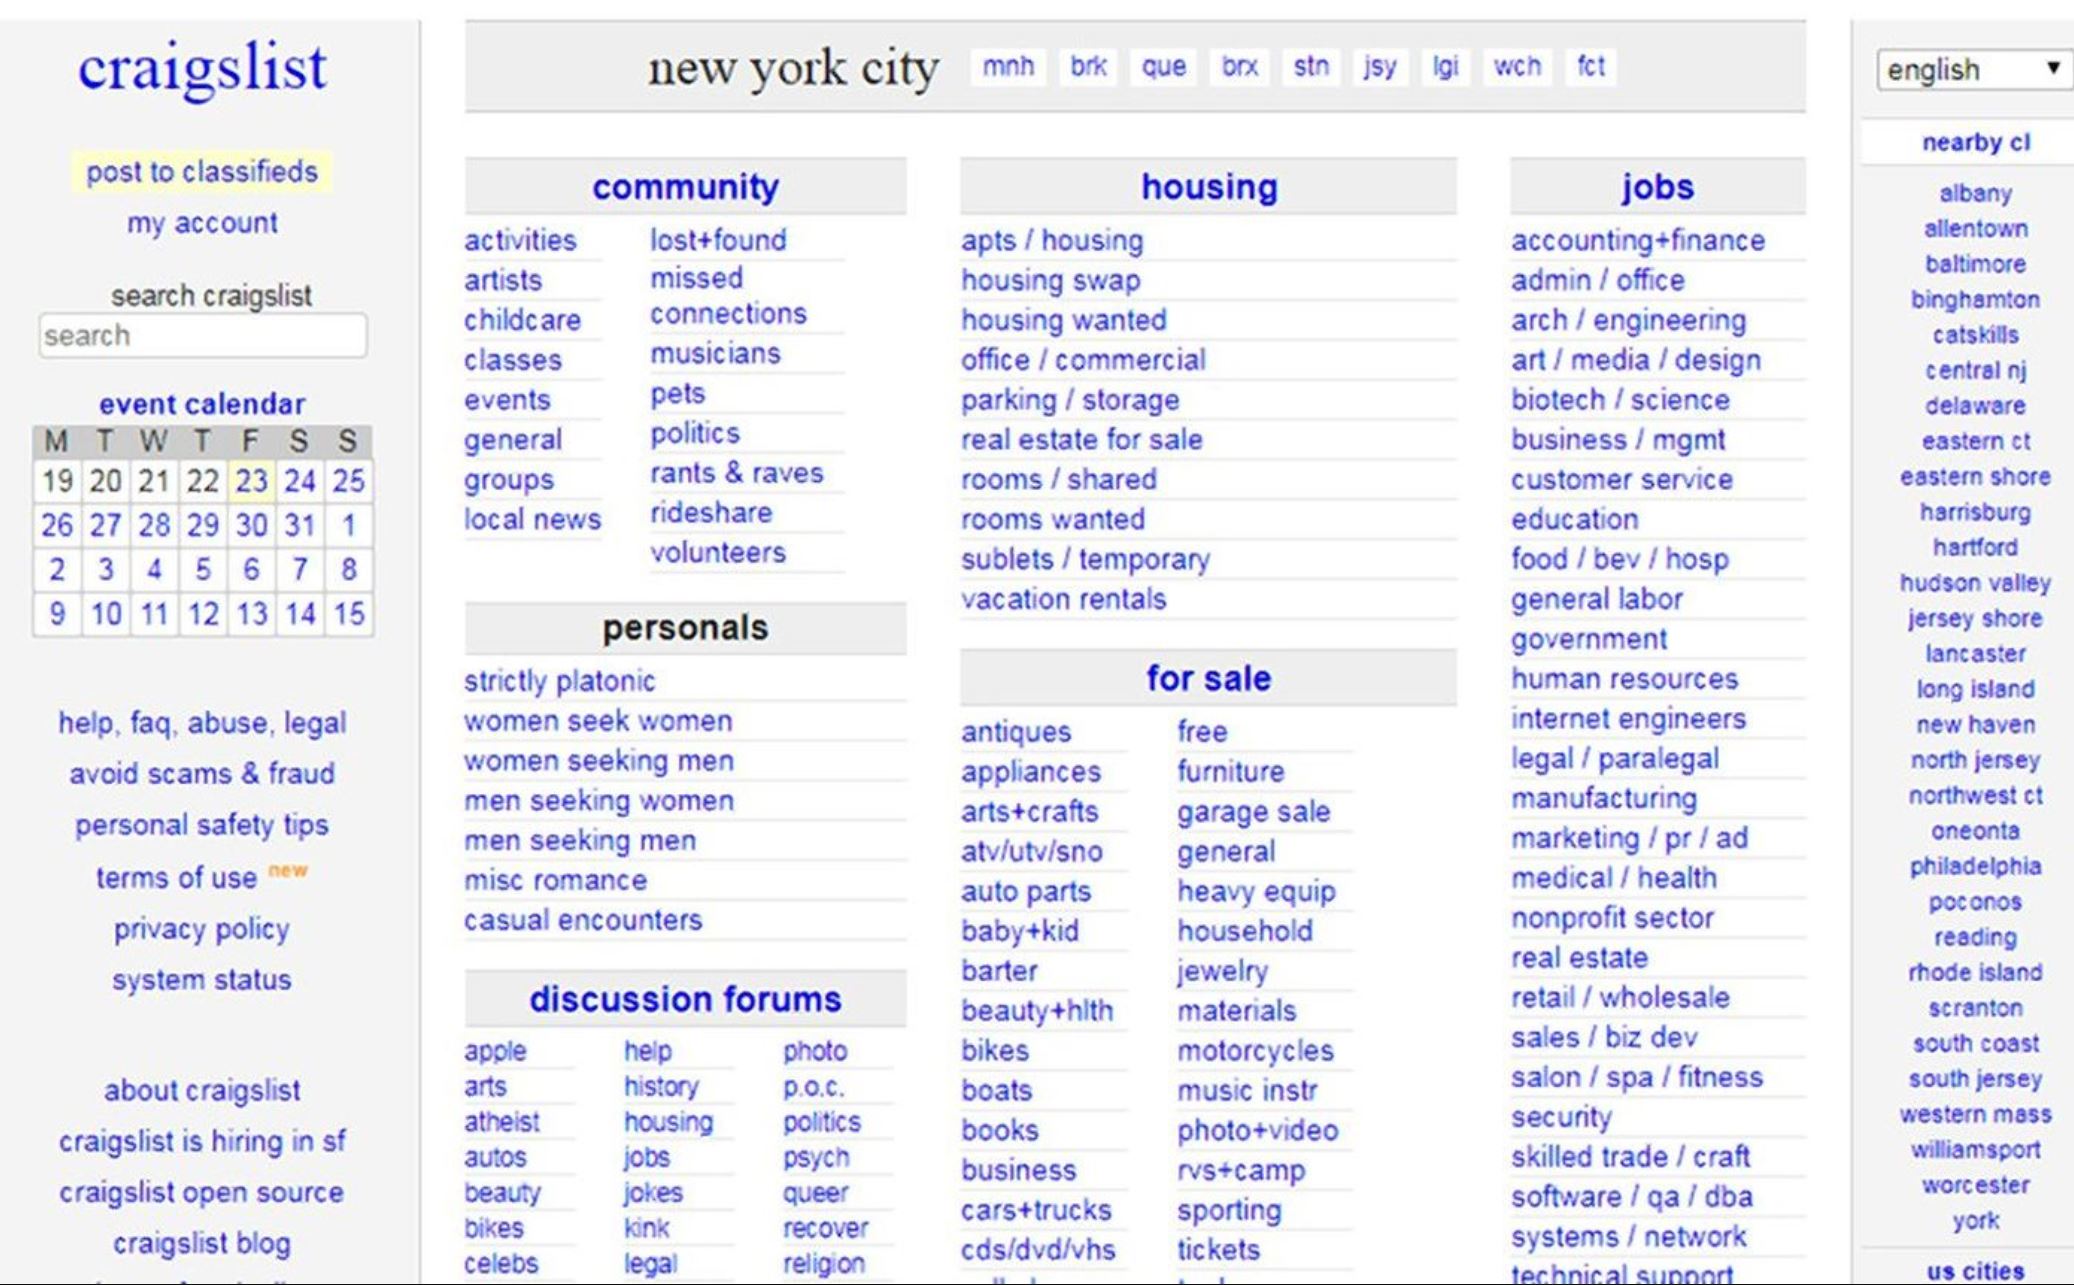 craigslist
post to classifieds
my account
search craigslist
search
event calendar
M T W T F S S
19 20 21 22 23 24 25
26 27 28 29 30 31 1
2 3 4 5 6 7 8
9 10 11 12 13 14 15
help, faq, abuse, legal
avoid scams & fraud
personal safety tips
terms of use new
privacy policy
system status
about craigslist
craigslist is hiring in sf
craigslist open source
craigslist blog
new york city mnh brk que brx stn jsy lgi wch fct
community
activities
artists
childcare
classes
events
general
groups
local news
lost+found
missed
connections
musicians
pets
politics
rants & raves
rideshare
volunteers
personals
strictly platonic
women seek women
women seeking men
men seeking women
men seeking men
misc romance
casual encounters
discussion forums
apple
arts
atheist
autos
beauty
bikes
celebs
help
history
housing
jobs
jokes
kink
legal
photo
p.o.c.
politics
psych
queer
recover
religion
housing
apts / housing
housing swap
housing wanted
office / commercial
parking / storage
real estate for sale
rooms / shared
rooms wanted
sublets / temporary
vacation rentals
for sale
antiques
appliances
arts+crafts
atv/utv/sno
auto parts
baby+kid
barter
beauty+hlth
bikes
boats
books
business
cars+trucks
cds/dvd/vhs
free
furniture
garage sale
general
heavy equip
household
jewelry
materials
motorcycles
music instr
photo+video
rvs+camp
sporting
tickets
jobs
accounting+finance
admin / office
arch / engineering
art / media / design
biotech / science
business / mgmt
customer service
education
food / bev / hosp
general labor
government
human resources
internet engineers
legal / paralegal
manufacturing
marketing / pr / ad
medical / health
nonprofit sector
real estate
retail / wholesale
sales / biz dev
salon / spa / fitness
security
skilled trade / craft
software / qa / dba
systems / network
technical support
english
nearby cl
albany
allentown
baltimore
binghamton
catskills
central nj
delaware
eastern ct
eastern shore
harrisburg
hartford
hudson valley
jersey shore
lancaster
long island
new haven
north jersey
northwest ct
oneonta
philadelphia
poconos
reading
rhode island
scranton
south coast
south jersey
western mass
williamsport
worcester
york
us cities